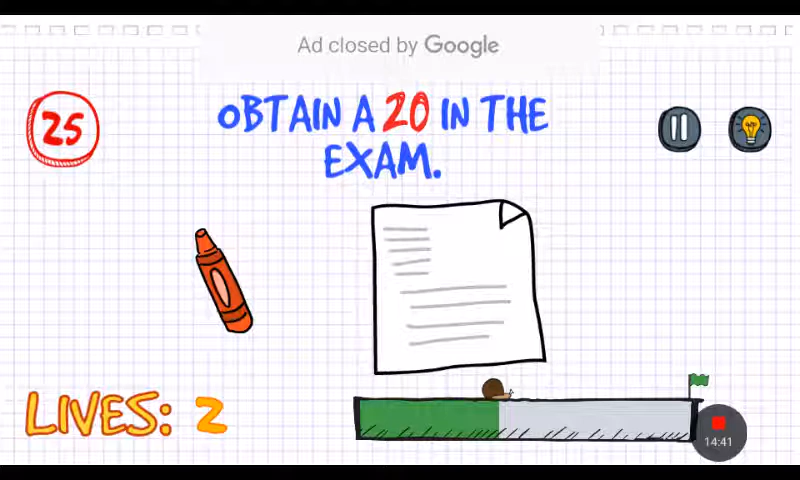 Ad closed by Google
25
OBTAIN A 20 IN THE
EXAM.
LIVES: 2
14:41